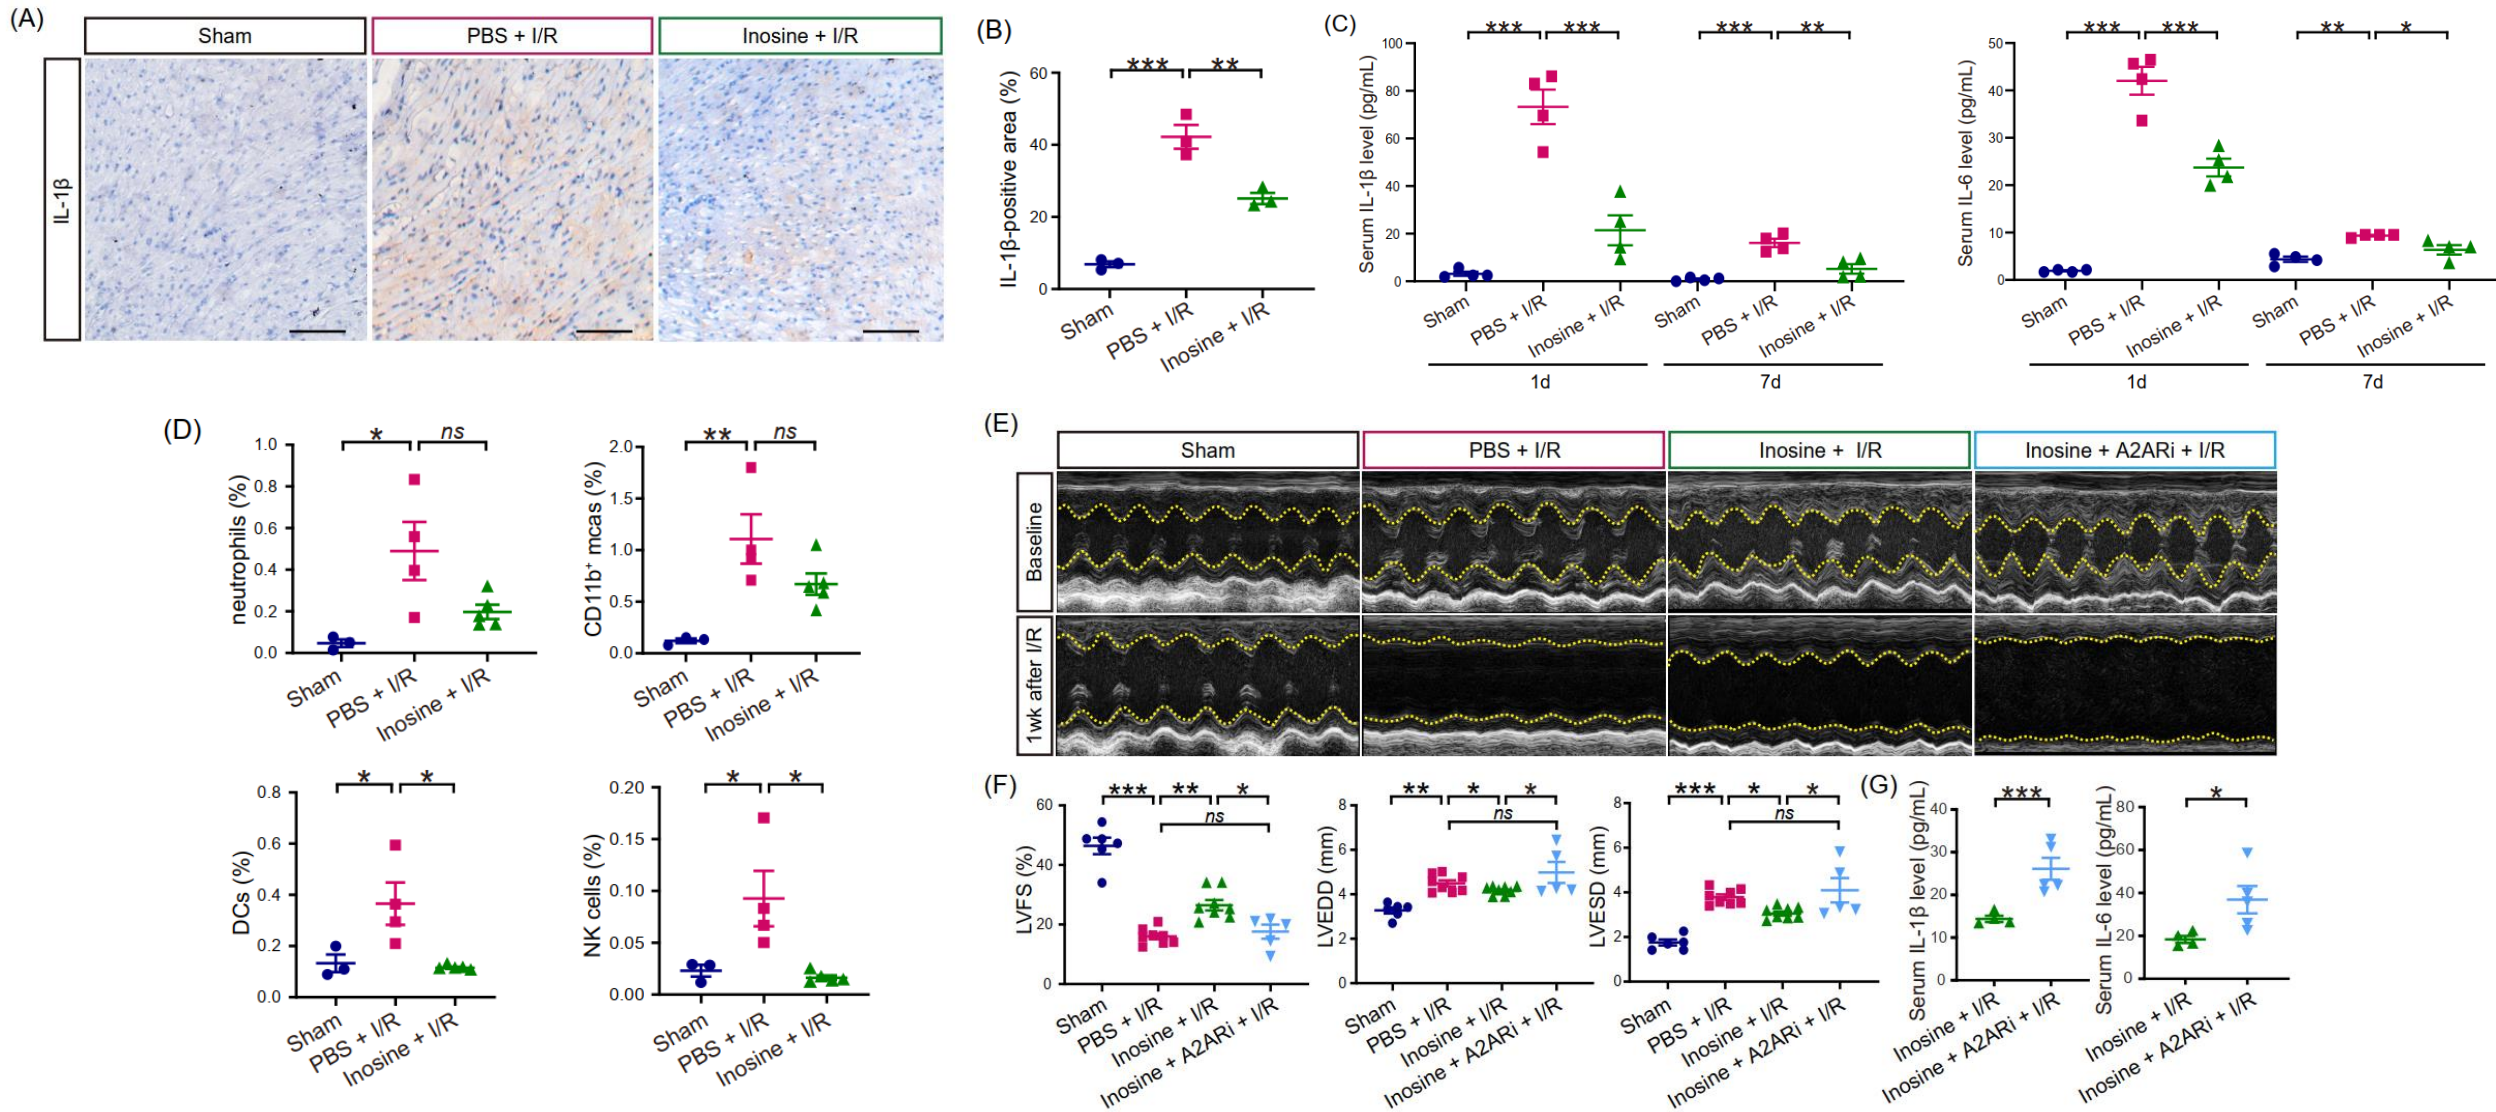 (A)
Sham
PBS + I/R
Inosine + I/R
IL-1β
(B)
IL-1β-positive area (%)
60
40
20
0
***
**
Sham
PBS + I/R
Inosine + I/R
(C)
Serum IL-1β level (pg/mL)
100
80
60
40
20
0
***
***
***
**
Sham
PBS + I/R
Inosine + I/R
Sham
PBS + I/R
Inosine + I/R
1d
7d
Serum IL-6 level (pg/mL)
50
40
30
20
10
0
***
***
**
*
Sham
PBS + I/R
Inosine + I/R
Sham
PBS + I/R
Inosine + I/R
1d
7d
(D)
neutrophils (%)
1.0
0.8
0.6
0.4
0.2
0.0
*
ns
Sham
PBS + I/R
Inosine + I/R
CD11b⁺ mcas (%)
2.0
1.5
1.0
0.5
0.0
**
ns
Sham
PBS + I/R
Inosine + I/R
DCs (%)
0.8
0.6
0.4
0.2
0.0
*
*
Sham
PBS + I/R
Inosine + I/R
NK cells (%)
0.20
0.15
0.10
0.05
0.00
*
*
Sham
PBS + I/R
Inosine + I/R
(E)
Sham
PBS + I/R
Inosine + I/R
Inosine + A2ARi + I/R
Baseline
1wk after I/R
(F)
LVFS (%)
60
40
20
0
***
**
*
ns
Sham
PBS + I/R
Inosine + I/R
Inosine + A2ARi + I/R
LVEDD (mm)
8
6
4
2
0
**
*
*
ns
Sham
PBS + I/R
Inosine + I/R
Inosine + A2ARi + I/R
LVESD (mm)
8
6
4
2
0
***
*
*
ns
Sham
PBS + I/R
Inosine + I/R
Inosine + A2ARi + I/R
(G)
Serum IL-1β level (pg/mL)
40
30
20
10
0
***
Inosine + I/R
Inosine + A2ARi + I/R
Serum IL-6 level (pg/mL)
80
60
40
20
0
*
Inosine + I/R
Inosine + A2ARi + I/R